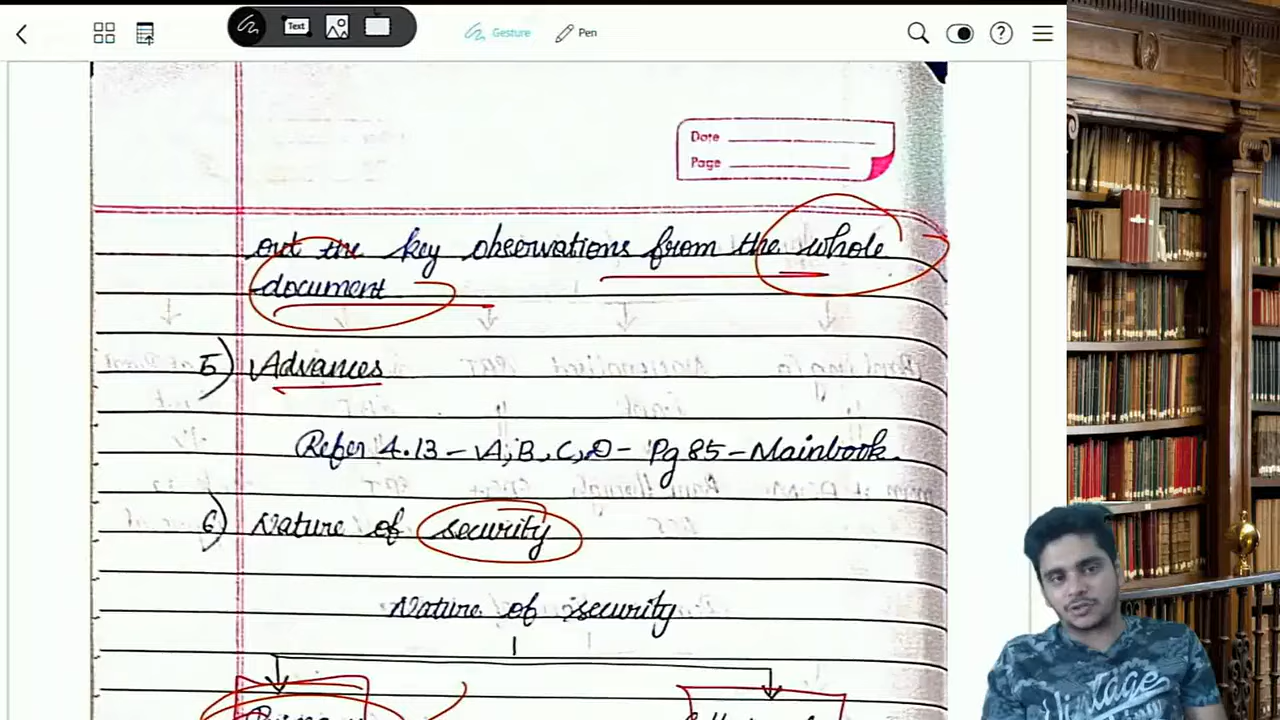 Text
Gesture
Pen
Date
Page
out the key observations from the whole
document
5) Advances
Refer 4.13 - A, B, C, D - Pg 85 - Mainbook.
6) Nature of security
Nature of security
Vintage